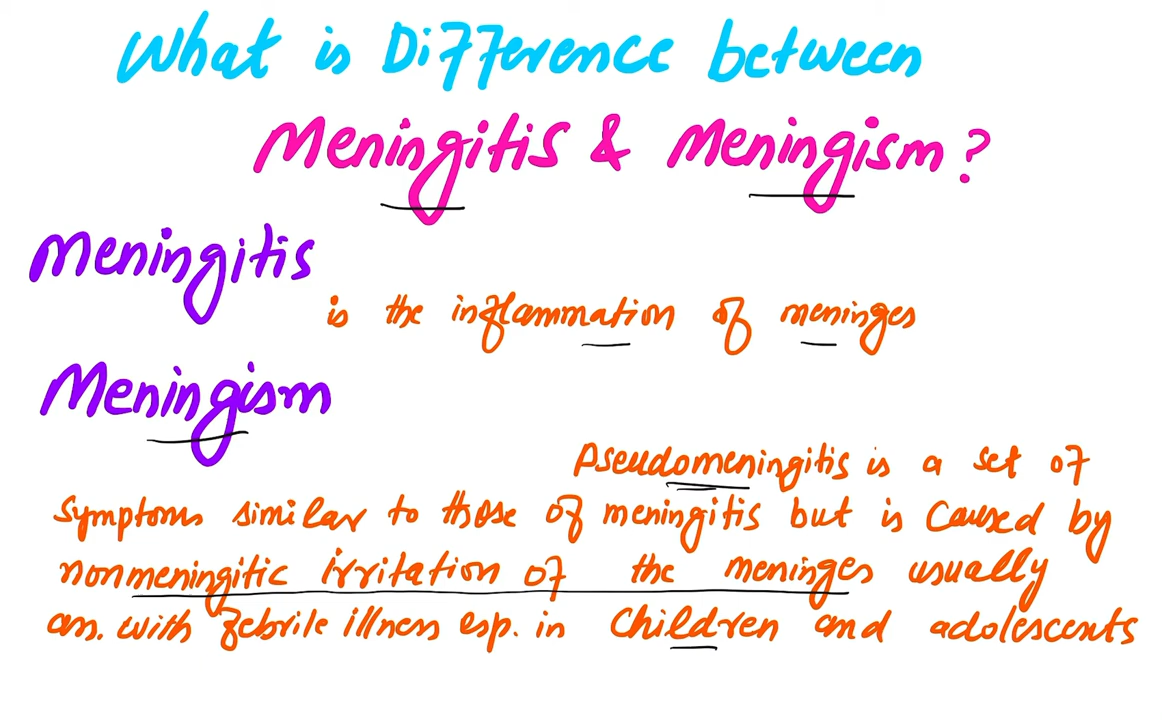 What is Difference between
Meningitis & Meningism?
Meningitis
is the inflammation of meninges
Meningism
Pseudomeningitis is a set of
symptoms similar to those of meningitis but is caused by
nonmeningitic irritation of the meninges usually
ass. with febrile illness esp. in children and adolescents